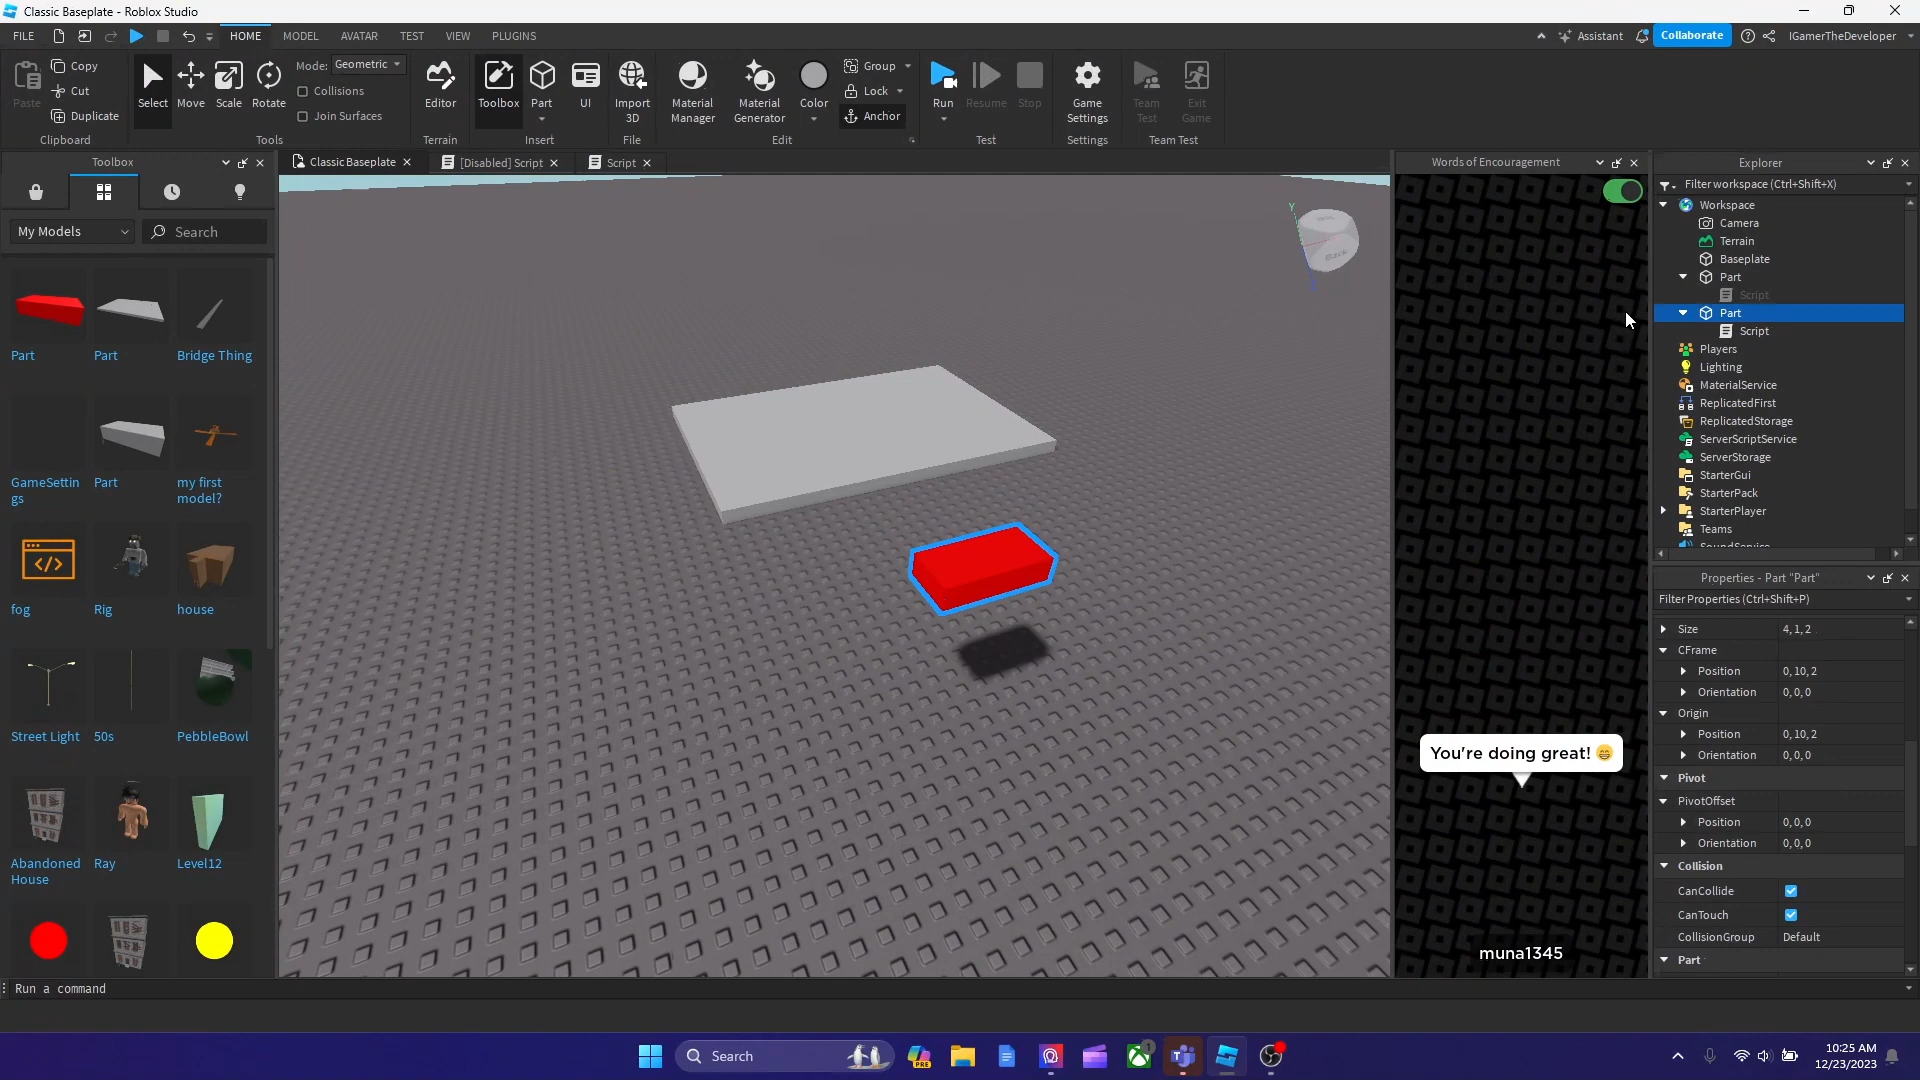 Classic Baseplate - Roblox Studio
FILE
HOME
MODEL
AVATAR
TEST
VIEW
PLUGINS
Assistant
Collaborate
IGamerTheDeveloper
Paste
Copy
Cut
Duplicate
Clipboard
Select
Move
Scale
Rotate
Mode: Geometric
Collisions
Join Surfaces
Tools
Editor
Terrain
Toolbox
Part
UI
Insert
Import
3D
File
Material
Manager
Material
Generator
Color
Group
Lock
Anchor
Edit
Run
Resume
Stop
Test
Game
Settings
Settings
Team
Test
Exit
Game
Team Test
Toolbox
My Models
Search
Part
Part
Bridge Thing
GameSettin
gs
Part
my first
model?
fog
Rig
house
Street Light
50s
PebbleBowl
Abandoned
House
Ray
Level12
Classic Baseplate
[Disabled] Script
Script
Y
Back
Words of Encouragement
You're doing great! 😄
muna1345
Explorer
Filter workspace (Ctrl+Shift+X)
Workspace
Camera
Terrain
Baseplate
Part
Script
Part
Script
Players
Lighting
MaterialService
ReplicatedFirst
ReplicatedStorage
ServerScriptService
ServerStorage
StarterGui
StarterPack
StarterPlayer
Teams
SoundService
Properties - Part "Part"
Filter Properties (Ctrl+Shift+P)
Size 4, 1, 2
CFrame
Position 0, 10, 2
Orientation 0, 0, 0
Origin
Position 0, 10, 2
Orientation 0, 0, 0
Pivot
PivotOffset
Position 0, 0, 0
Orientation 0, 0, 0
Collision
CanCollide
CanTouch
CollisionGroup Default
Part
Run a command
Search
PRE
1
10:25 AM
12/23/2023